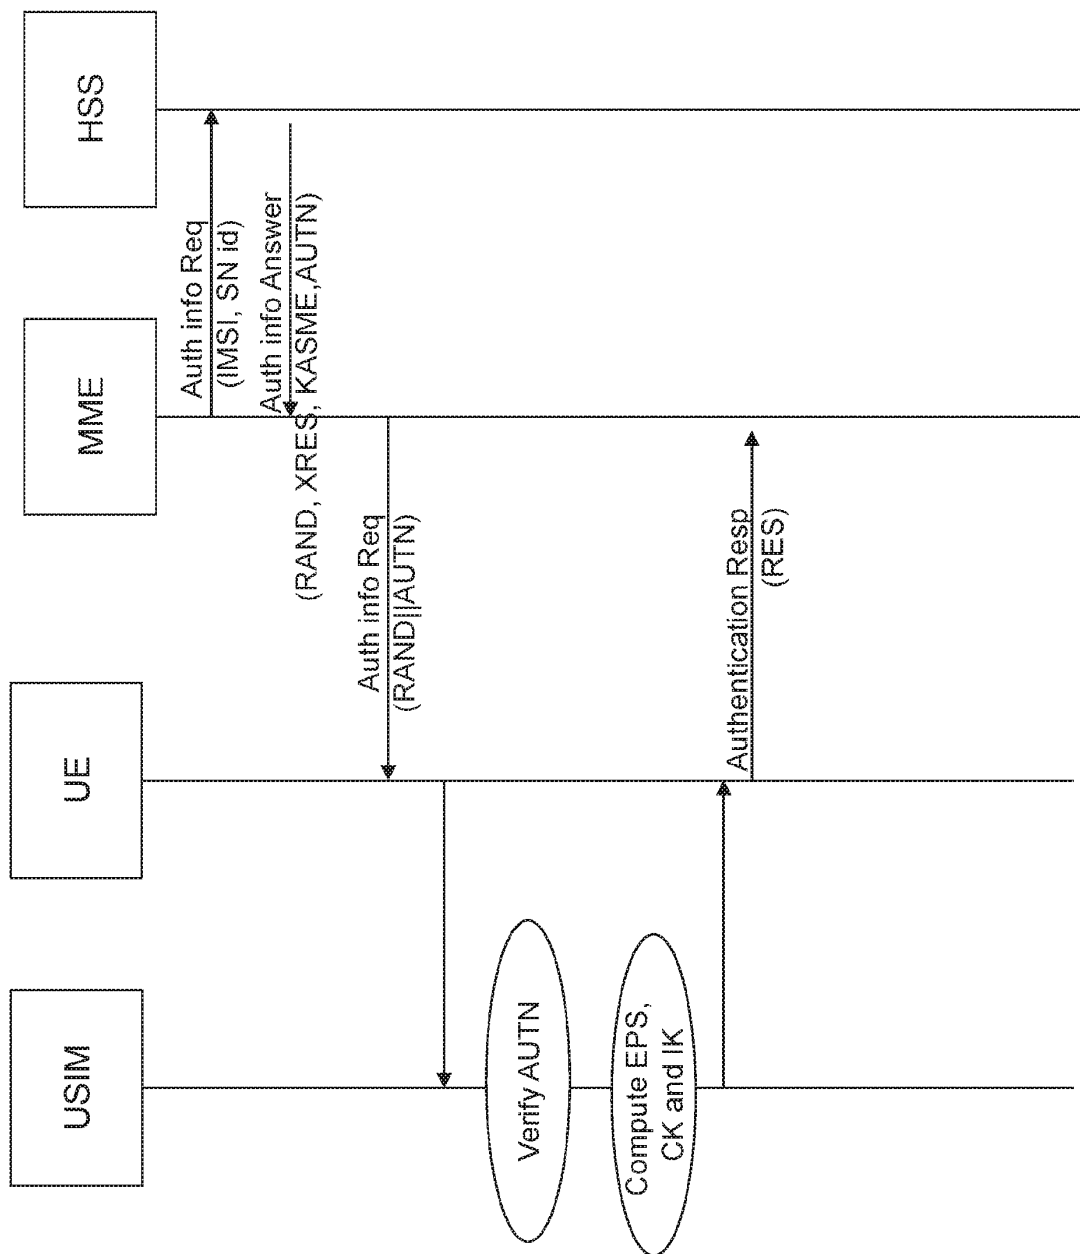 USIM
UE
MME
HSS
Auth info Req
(IMSI, SN id)
Auth info Answer
(RAND, XRES, KASME,AUTN)
Auth info Req
(RAND||AUTN)
Verify AUTN
Compute EPS,
CK and IK
Authentication Resp
(RES)